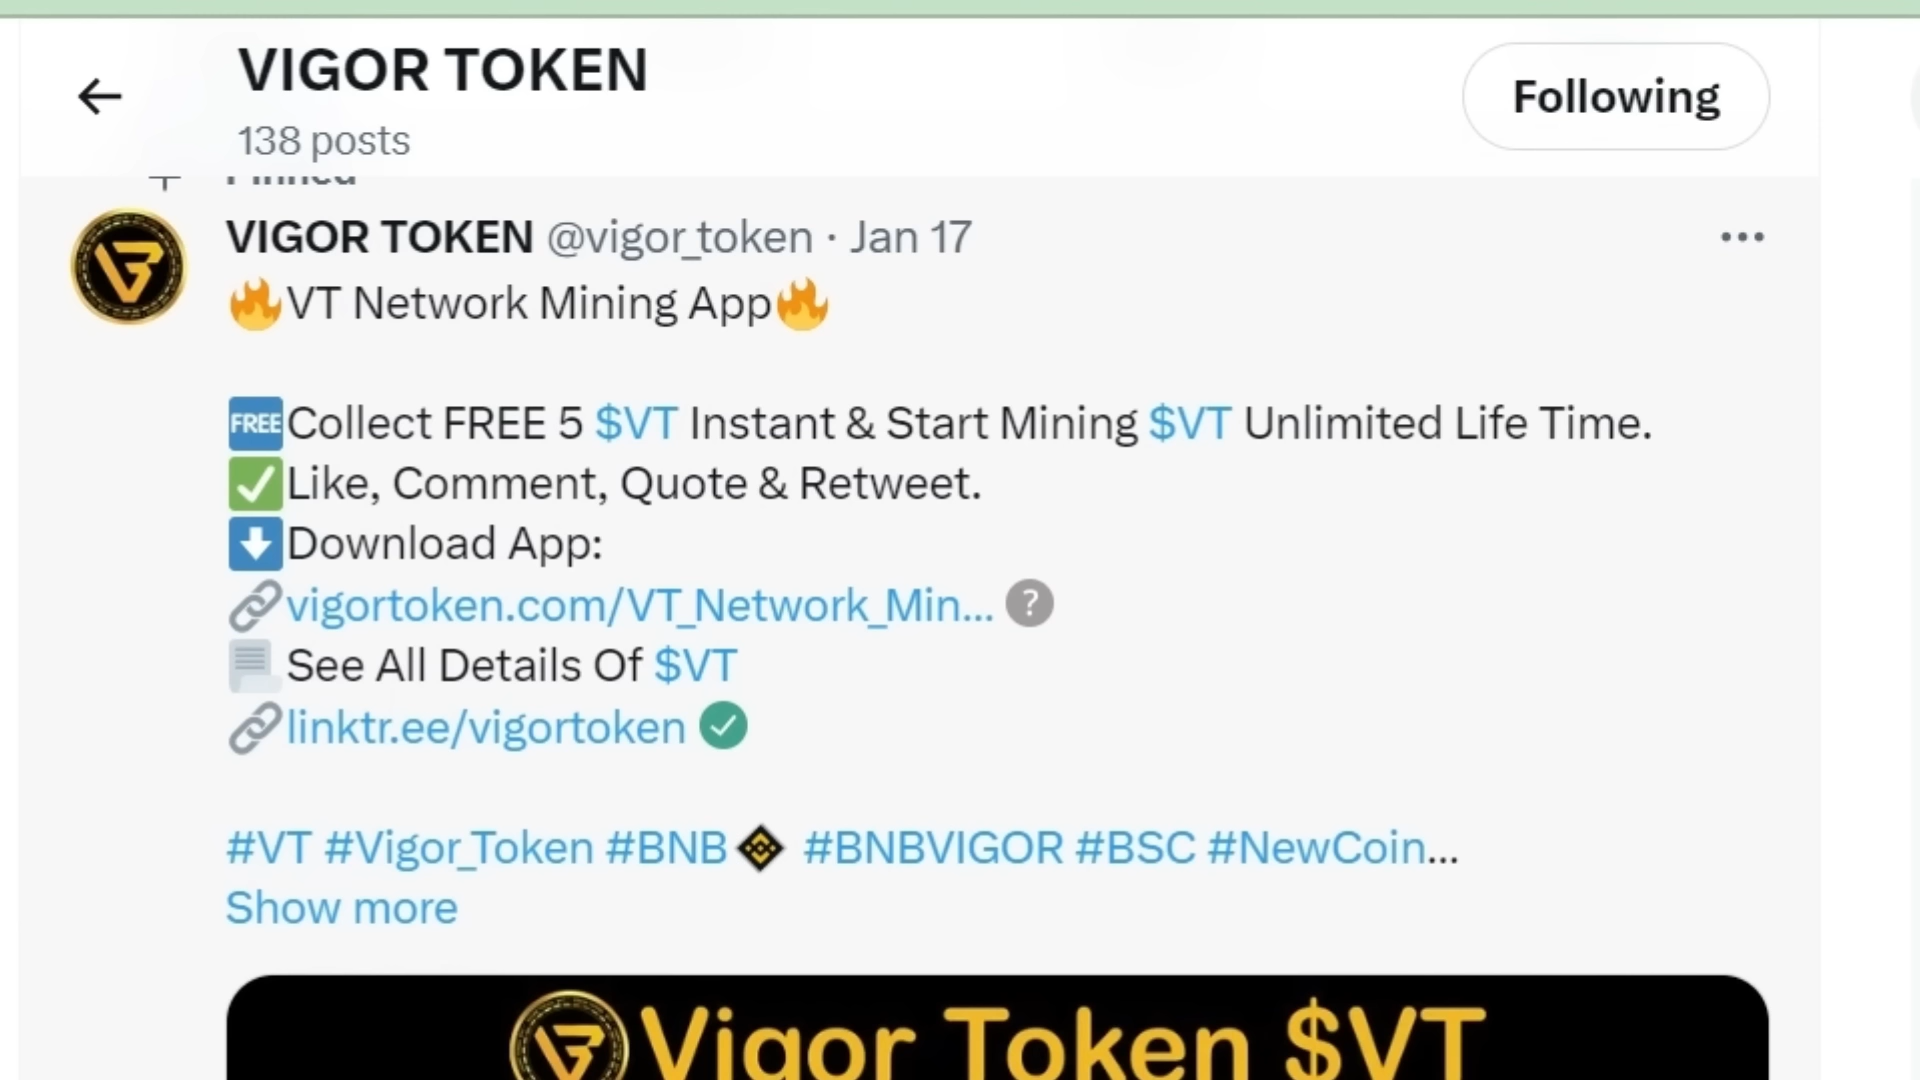 VIGOR TOKEN
138 posts
Following
Pinned
VIGOR TOKEN @vigor_token · Jan 17
🔥VT Network Mining App🔥
🆓Collect FREE 5 $VT Instant & Start Mining $VT Unlimited Life Time.
✅Like, Comment, Quote & Retweet.
⬇️Download App:
🔗vigortoken.com/VT_Network_Min... ?
📃See All Details Of $VT
🔗linktr.ee/vigortoken
#VT #Vigor_Token #BNB #BNBVIGOR #BSC #NewCoin...
Show more
Vigor Token $VT